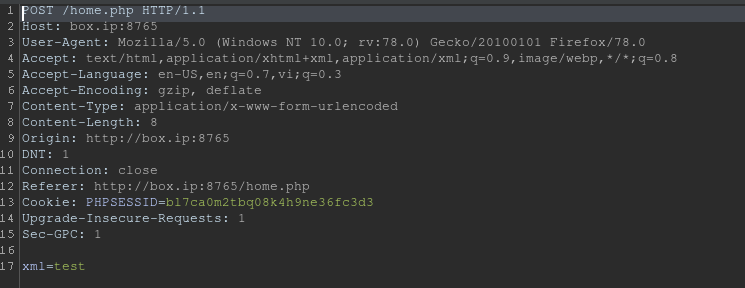 1 POST /home.php HTTP/1.1
2 Host: box.ip:8765
3 User-Agent: Mozilla/5.0 (Windows NT 10.0; rv:78.0) Gecko/20100101 Firefox/78.0
4 Accept: text/html,application/xhtml+xml,application/xml;q=0.9,image/webp,*/*;q=0.8
5 Accept-Language: en-US,en;q=0.7,vi;q=0.3
6 Accept-Encoding: gzip, deflate
7 Content-Type: application/x-www-form-urlencoded
8 Content-Length: 8
9 Origin: http://box.ip:8765
10 DNT: 1
11 Connection: close
12 Referer: http://box.ip:8765/home.php
13 Cookie: PHPSESSID=bl7ca0m2tbq08k4h9ne36fc3d3
14 Upgrade-Insecure-Requests: 1
15 Sec-GPC: 1
16
17 xml=test